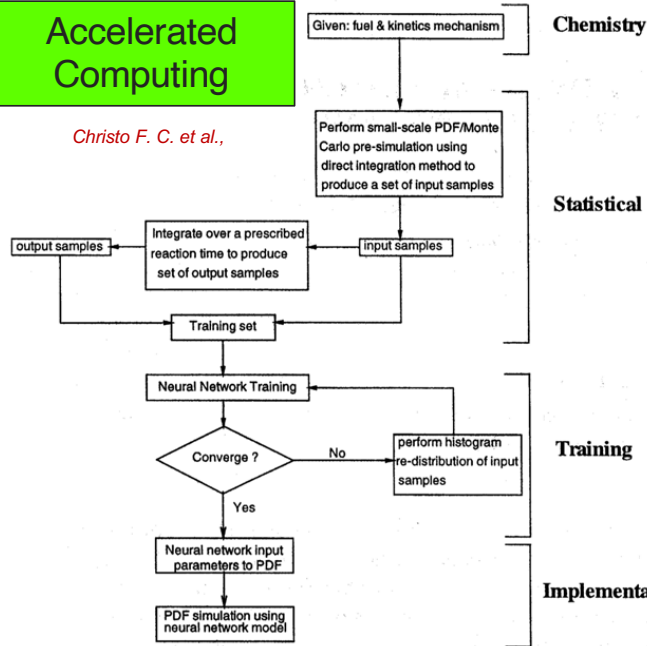 Accelerated
Computing
Christo F. C. et al.,
Given: fuel & kinetics mechanism
Chemistry
Perform small-scale PDF/Monte
Carlo pre-simulation using
direct integration method to
produce a set of input samples
Statistical
output samples
Integrate over a prescribed
reaction time to produce
set of output samples
input samples
Training set
Neural Network Training
Converge ?
No
perform histogram
re-distribution of input
samples
Training
Yes
Neural network input
parameters to PDF
PDF simulation using
neural network model
Implementa